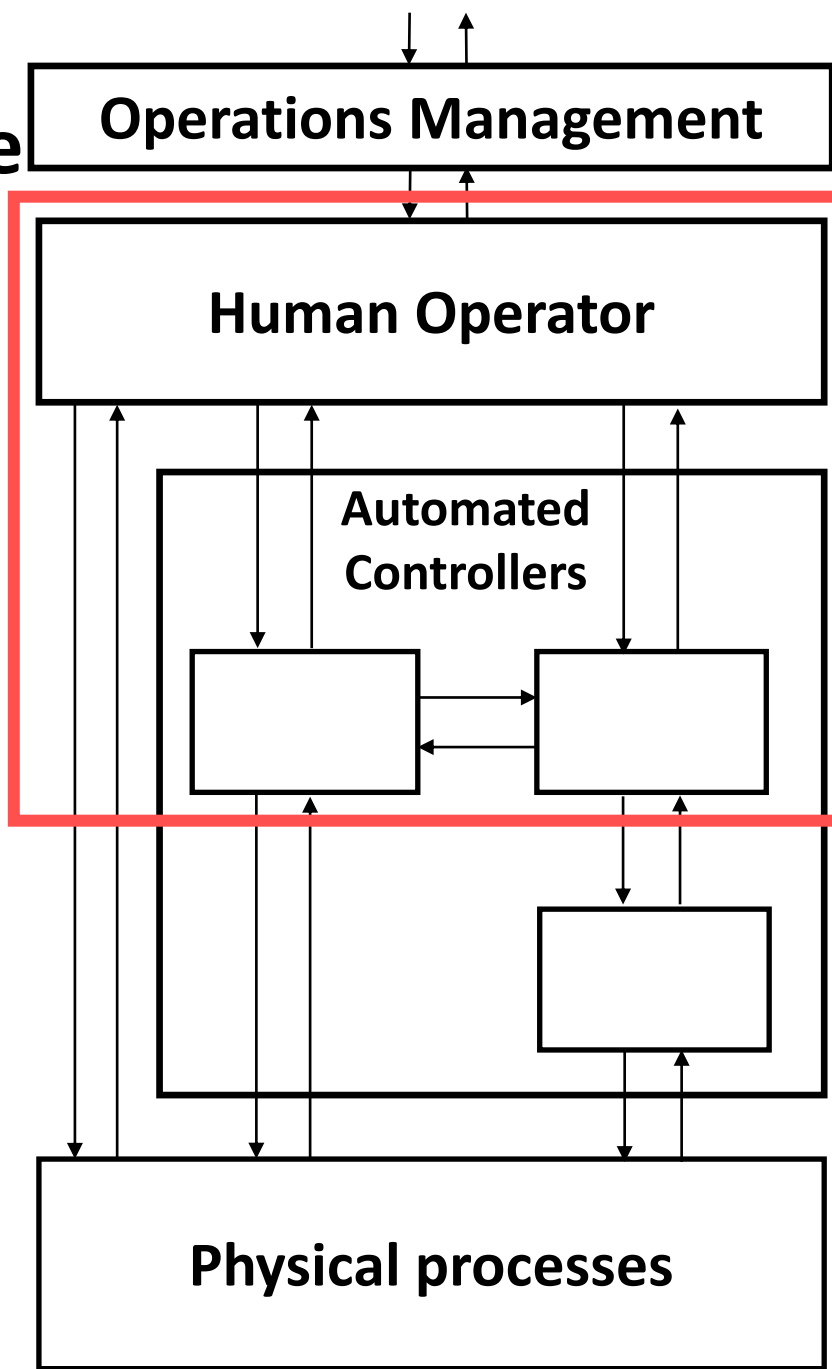 Operations Management
e
Human Operator
Automated
Controllers
Physical processes